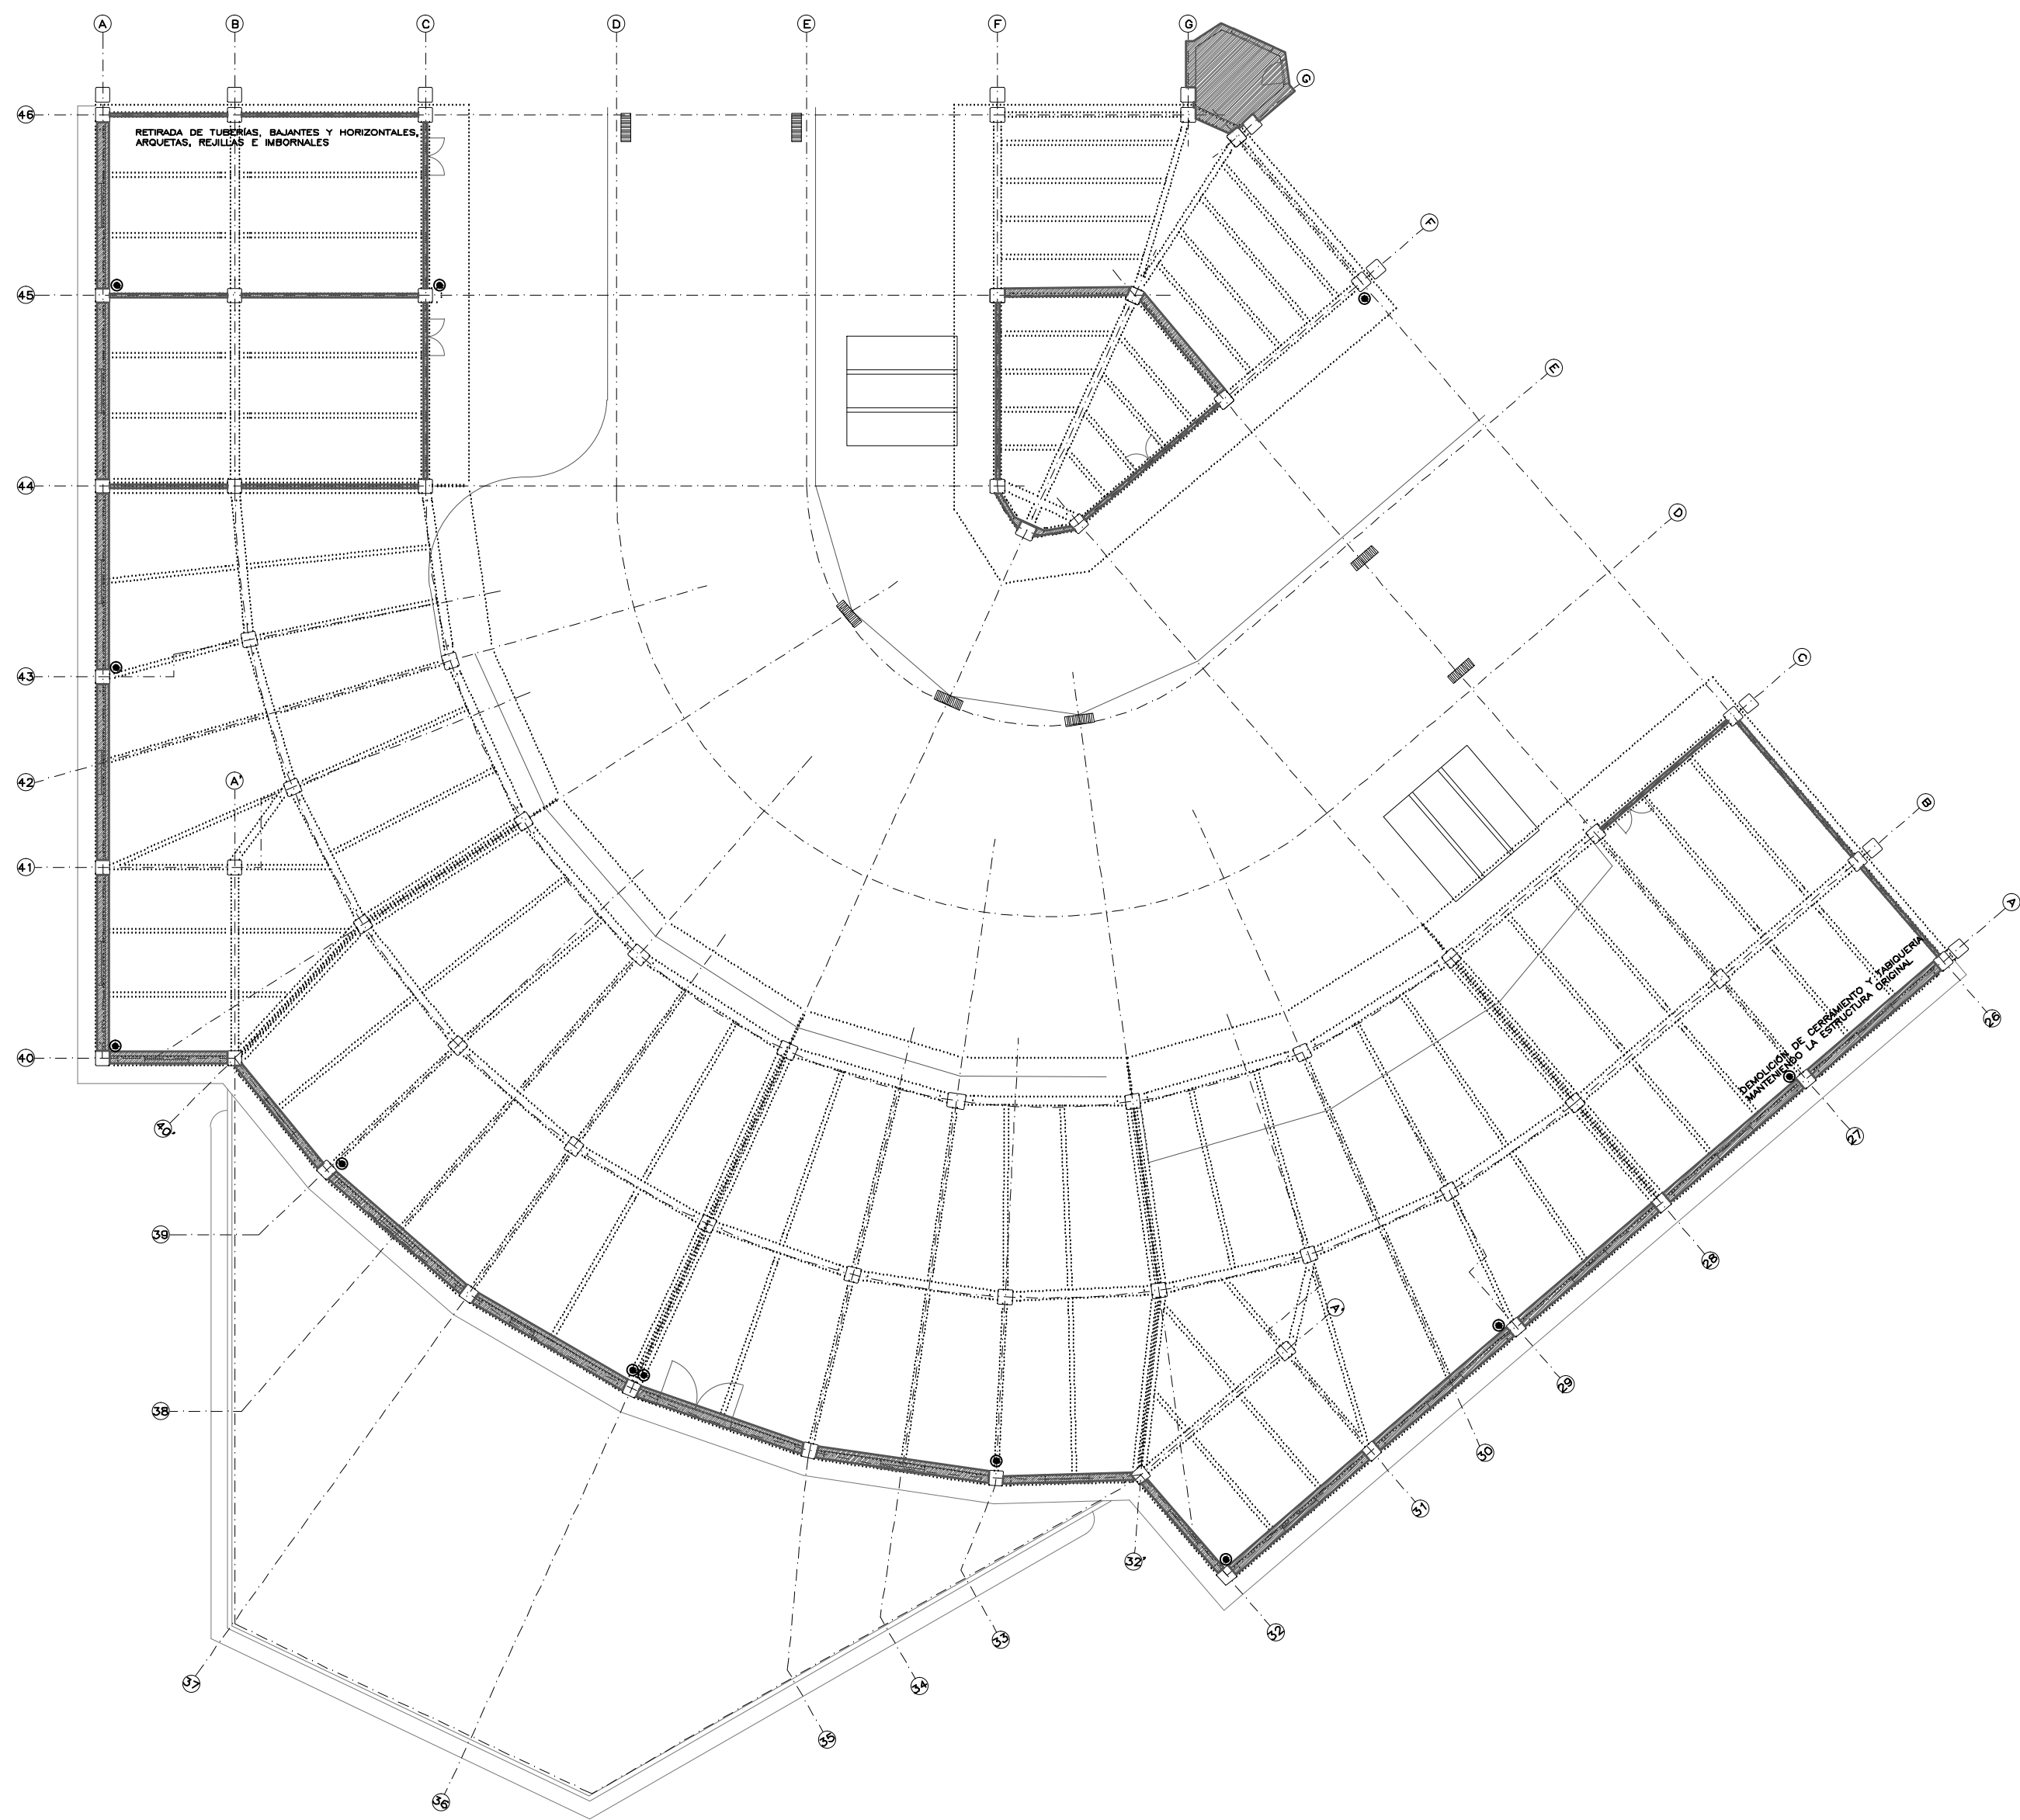 A
B
C
D
E
F
G
G
46
RETIRADA DE TUBERÍAS, BAJANTES Y HORIZONTALES,
ARQUETAS, REJILLAS E IMBORNALES
F
45
E
44
D
43
C
42
A'
B
41
A
DEMOLICIÓN DE CERRAMIENTO Y TABIQUERIA
MANTENIENDO LA ESTRUCTURA ORIGINAL
26
40
40'
27
39
28
A'
29
38
30
31
32'
32
33
37
34
35
36